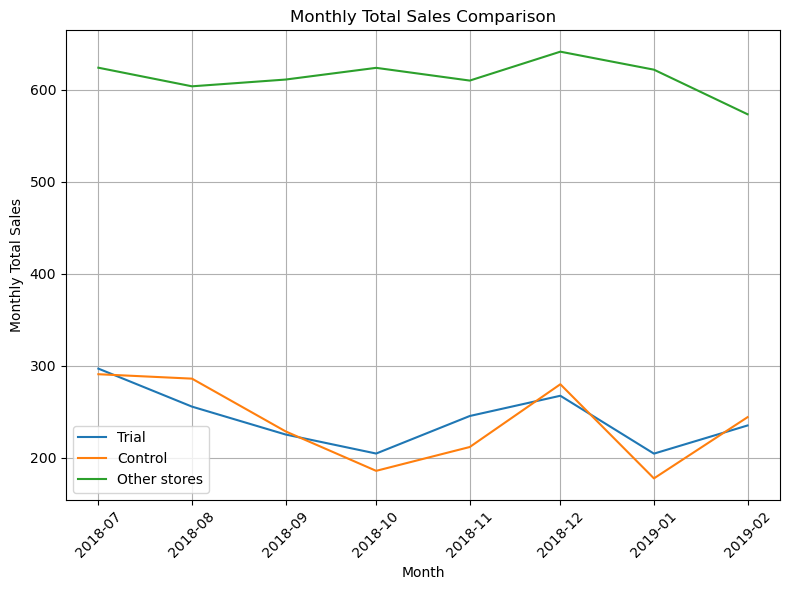 Monthly Total Sales Comparison
Monthly Total Sales
600
500
400
300
200
Trial
Control
Other stores
2018-07
2018-08
2018-09
2018-10
2018-11
2018-12
2019-01
2019-02
Month